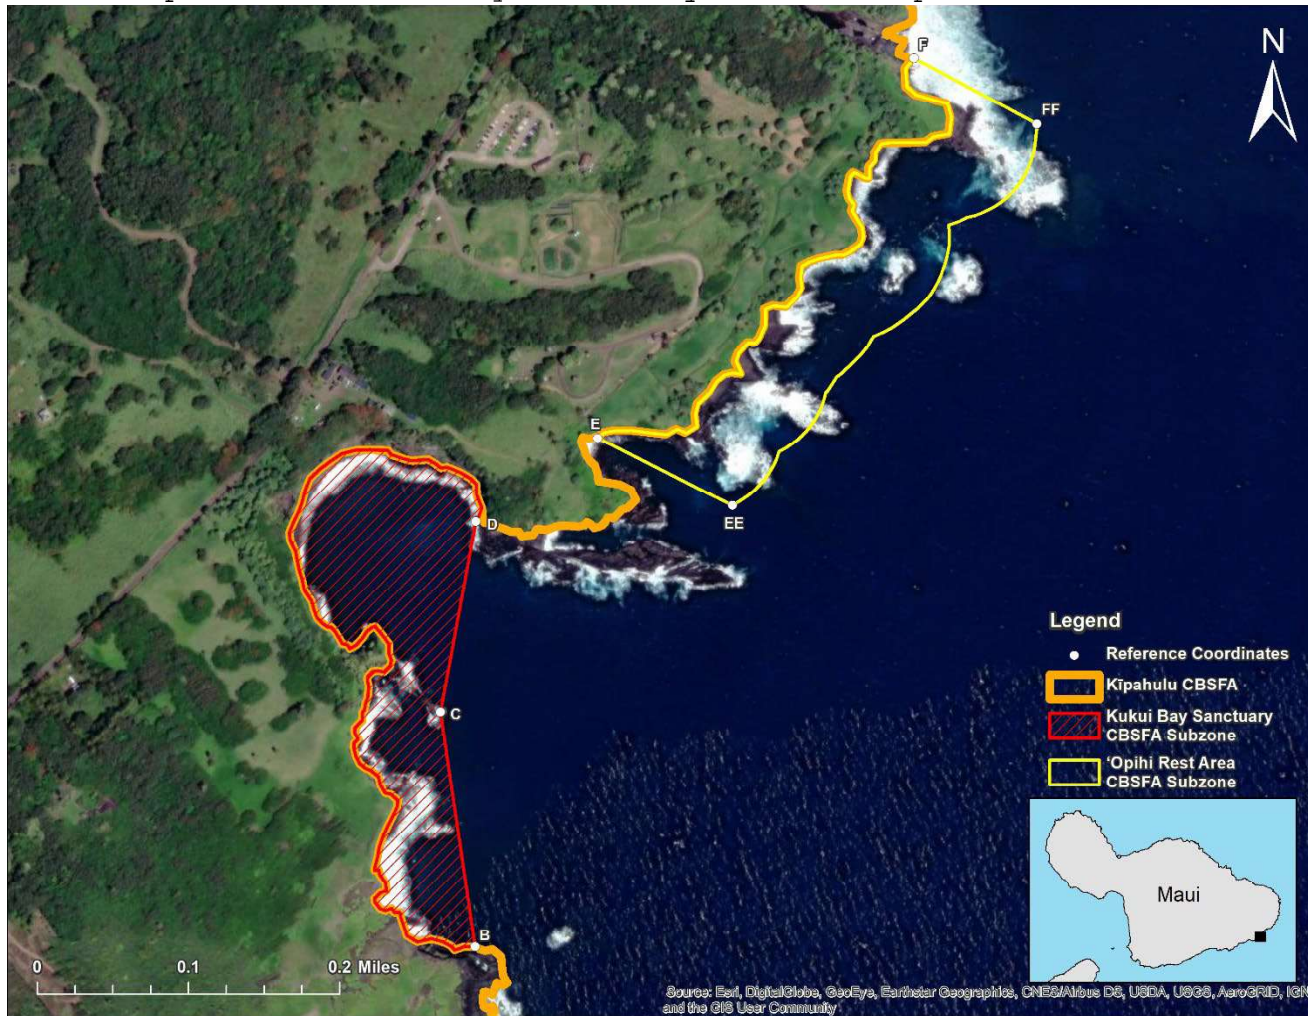 F
N
FF
E
EE
D
C
B
Legend
Reference Coordinates
Kīpahulu CBSFA
Kukui Bay Sanctuary
CBSFA Subzone
ʻOpihi Rest Area
CBSFA Subzone
Maui
0 0.1 0.2 Miles
Source: Esri, DigitalGlobe, GeoEye, Earthstar Geographics, CNES/Airbus DS, USDA, USGS, AeroGRID, IGN
and the GIS User Community